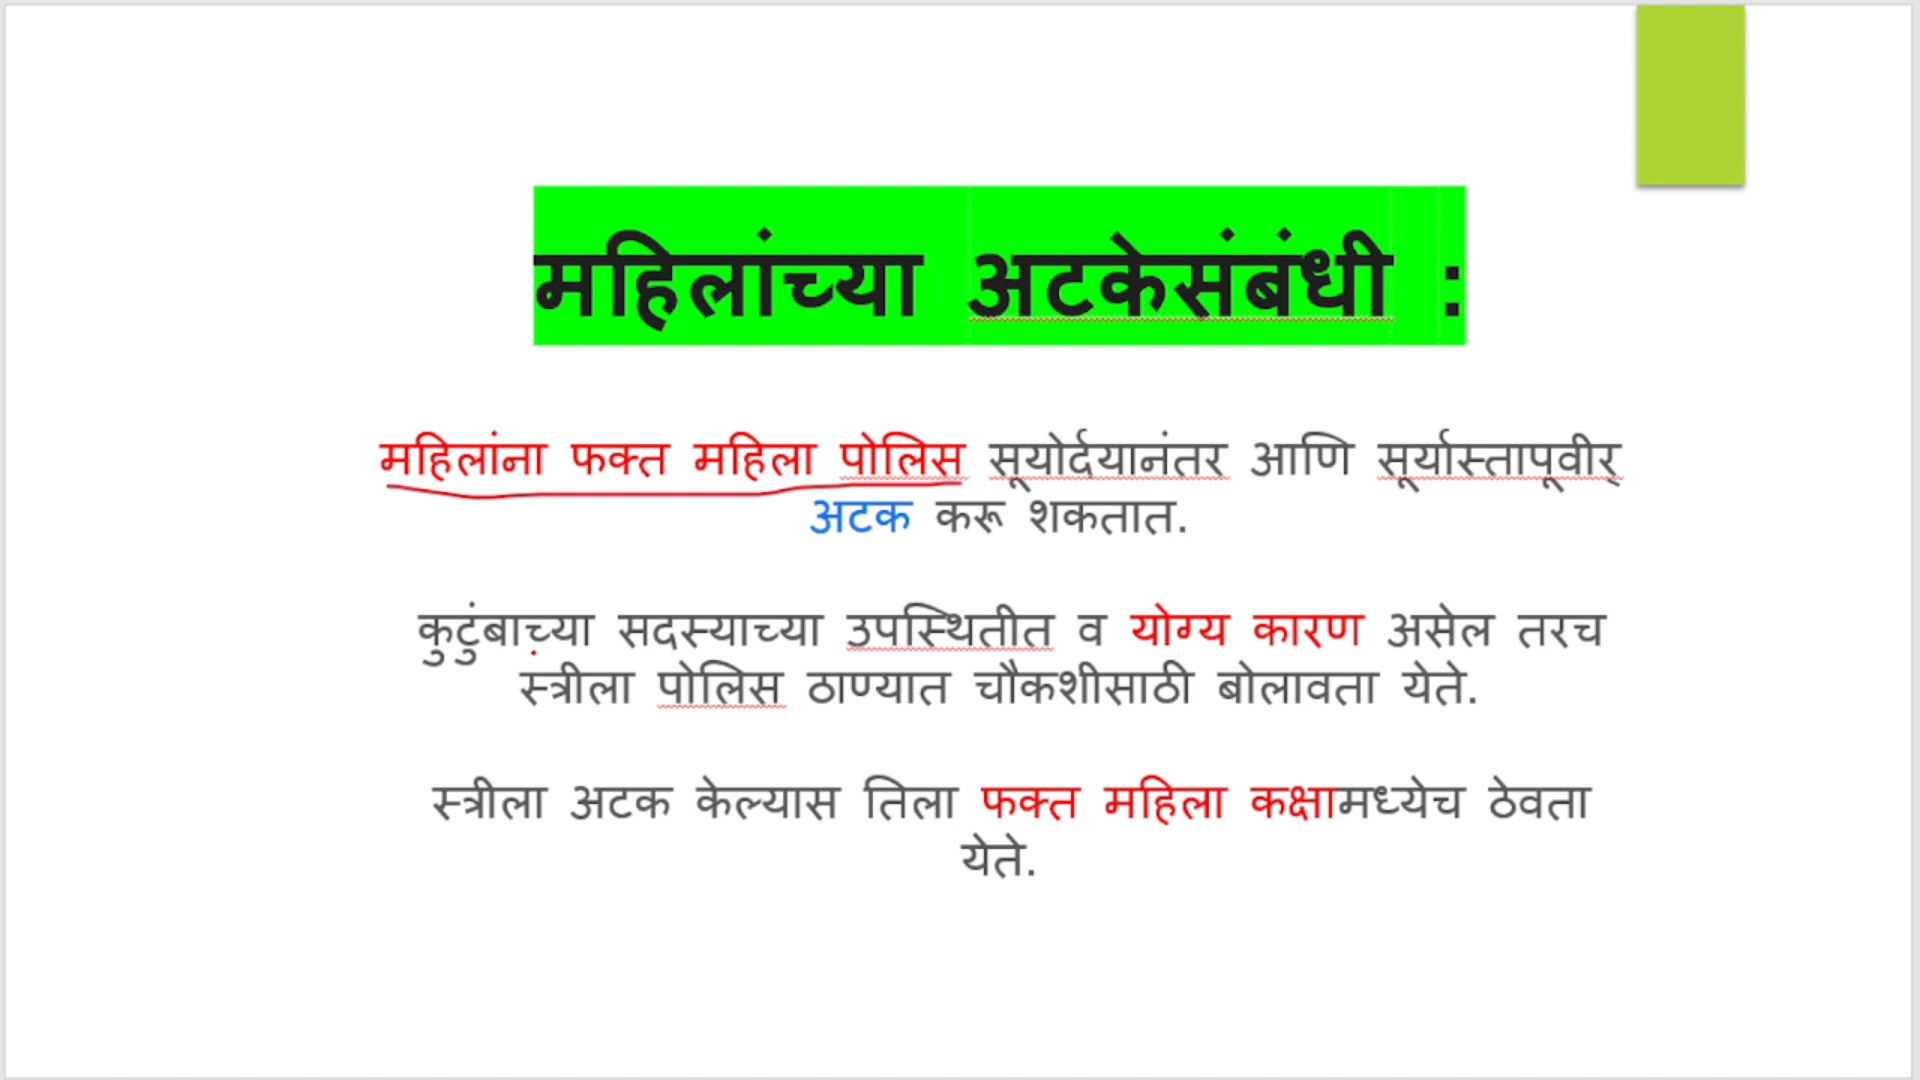 महिलांच्या अटकेसंबंधी :
महिलांना फक्त महिला पोलिस सूयोर्दयानंतर आणि सूर्यास्तापूवीर्
अटक करू शकतात.
कुटुंबाच्या सदस्याच्या उपस्थितीत व योग्य कारण असेल तरच
स्त्रीला पोलिस ठाण्यात चौकशीसाठी बोलावता येते.
स्त्रीला अटक केल्यास तिला फक्त महिला कक्षामध्येच ठेवता
येते.